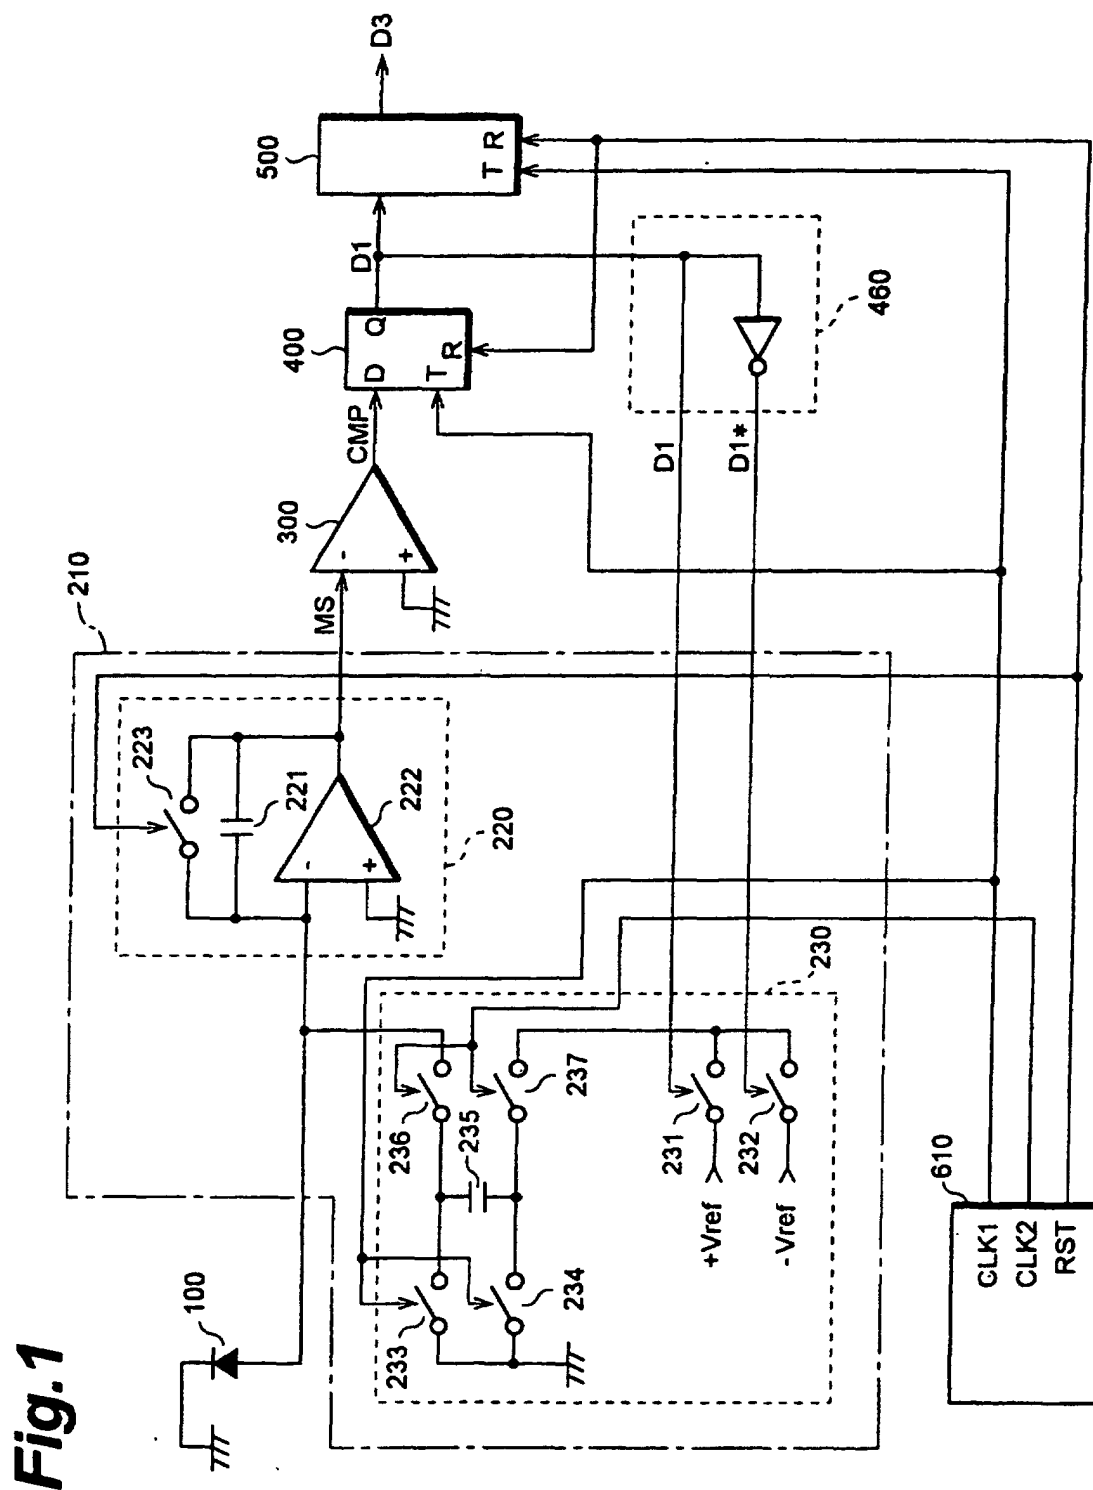 Fig.1
100
210
223
221
222
220
MS
300
-
+
-
+
CMP
400
D
Q
T
R
D1
500
T
R
D3
460
D1
D1*
230
236
235
237
233
234
231
232
+Vref
-Vref
610
CLK1
CLK2
RST